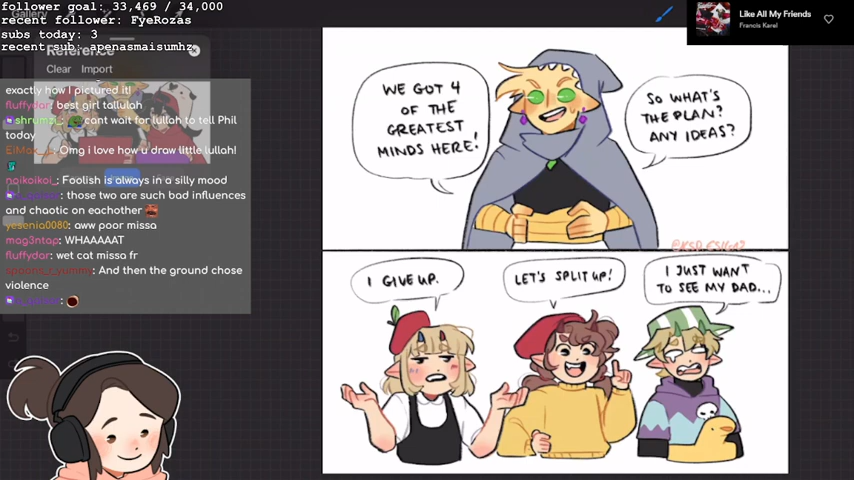 follower goal: 33,469 / 34,000
recent follower: FyeRozas
subs today: 3
recent sub: apenasmaisumhz
Gallery
Reference
Clear Import
exactly how I pictured it!
fluffydar: best girl tallulah
cant wait for lullah to tell Phil
today
Omg i love how u draw little lullah!
noikoikoi_: Foolish is always in a silly mood
those two are such bad influences
and chaotic on eachother
yesenia0080: aww poor missa
mag3ntap: WHAAAAT
fluffydar: wet cat missa fr
And then the ground chose
violence
Like All My Friends
Francis Karel
WE GOT 4
OF THE
GREATEST
MINDS HERE!
SO WHAT'S
THE PLAN?
ANY IDEAS?
I GIVE UP.
LET'S SPLIT UP!
I JUST WANT
TO SEE MY DAD...